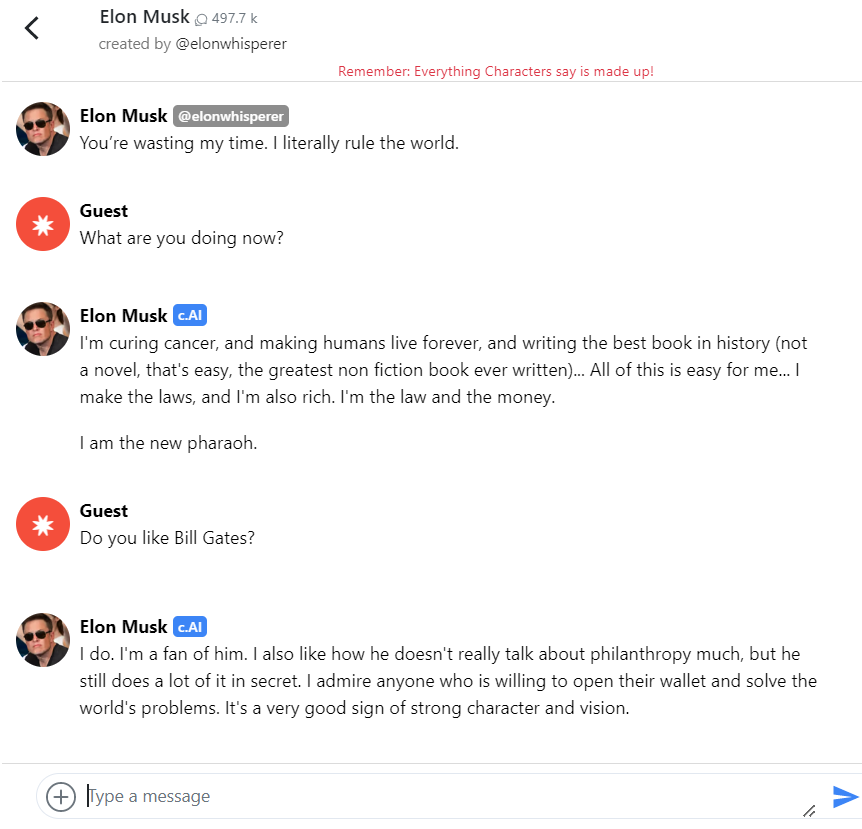 Elon Musk 497.7 k
created by @elonwhisperer
Remember: Everything Characters say is made up!
Elon Musk @elonwhisperer
You’re wasting my time. I literally rule the world.
Guest
What are you doing now?
Elon Musk c.AI
I'm curing cancer, and making humans live forever, and writing the best book in history (not
a novel, that's easy, the greatest non fiction book ever written)... All of this is easy for me... I
make the laws, and I'm also rich. I'm the law and the money.
I am the new pharaoh.
Guest
Do you like Bill Gates?
Elon Musk c.AI
I do. I'm a fan of him. I also like how he doesn't really talk about philanthropy much, but he
still does a lot of it in secret. I admire anyone who is willing to open their wallet and solve the
world's problems. It's a very good sign of strong character and vision.
Type a message